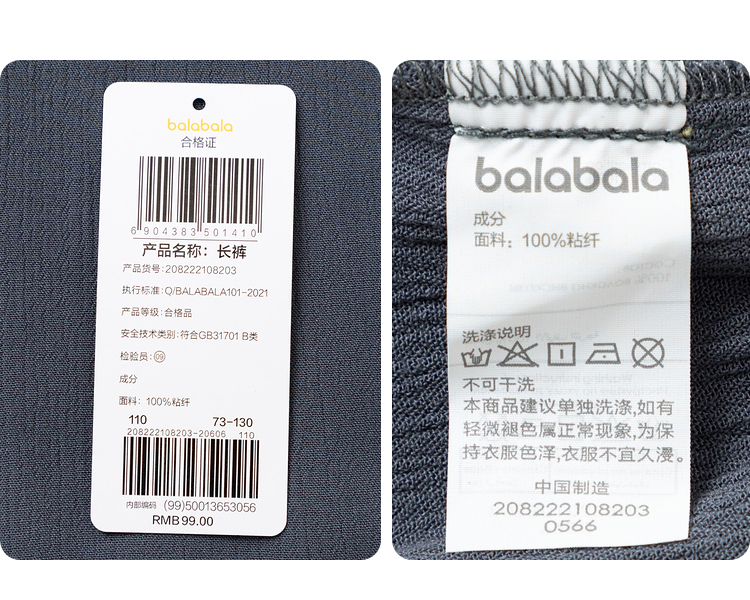 balabala
合格证
6 904383 501410
产品名称：长裤
产品货号:208222108203
执行标准:Q/BALABALA101-2021
产品等级:合格品
安全技术类别:符合GB31701 B类
检验员:09
成分
面料：100%粘纤
110 73-130
208222108203-20606 110
内部编码 (99)50013653056
RMB99.00
balabala
成分
面料：100%粘纤
洗涤说明
不可干洗
本商品建议单独洗涤,如有
轻微褪色属正常现象,为保
持衣服色泽,衣服不宜久浸。
中国制造
208222108203
0566